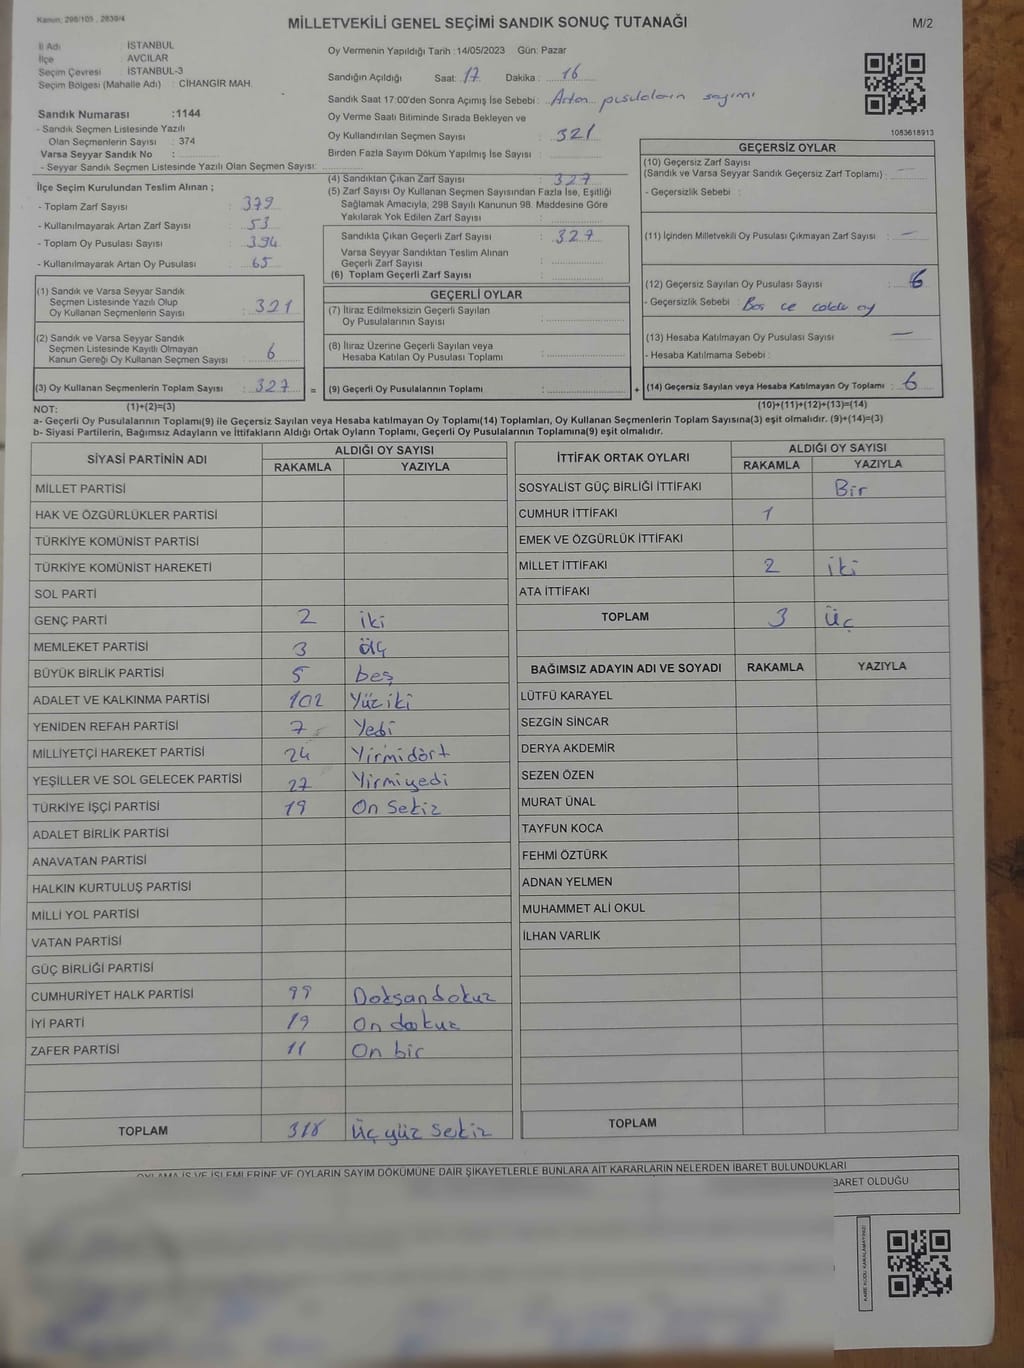 Kanun, 298/105 , 2839/4
MİLLETVEKİLİ GENEL SEÇİMİ SANDIK SONUÇ TUTANAĞI
M/2
İl Adı : İSTANBUL
İlçe : AVCILAR
Seçim Çevresi : İSTANBUL-3
Seçim Bölgesi (Mahalle Adı) : CİHANGİR MAH.
Sandık Numarası :1144
- Sandık Seçmen Listesinde Yazılı
Olan Seçmenlerin Sayısı : 374
Varsa Seyyar Sandık No :
- Seyyar Sandık Seçmen Listesinde Yazılı Olan Seçmen Sayısı:
İlçe Seçim Kurulundan Teslim Alınan ;
- Toplam Zarf Sayısı : 379
- Kullanılmayarak Artan Zarf Sayısı : 53
- Toplam Oy Pusulası Sayısı : 394
- Kullanılmayarak Artan Oy Pusulası : 65
(1) Sandık ve Varsa Seyyar Sandık
Seçmen Listesinde Yazılı Olup
Oy Kullanan Seçmenlerin Sayısı : 321
(2) Sandık ve Varsa Seyyar Sandık
Seçmen Listesinde Kayıtlı Olmayan
Kanun Gereği Oy Kullanan Seçmen Sayısı : 6
(3) Oy Kullanan Seçmenlerin Toplam Sayısı : 327
Oy Vermenin Yapıldığı Tarih :14/05/2023 Gün: Pazar
Sandığın Açıldığı Saat: 17 Dakika : 16
Sandık Saat 17:00'den Sonra Açımış İse Sebebi : Artan pusulaların sayımı
Oy Verme Saati Bitiminde Sırada Bekleyen ve
Oy Kullandırılan Seçmen Sayısı : 321
Birden Fazla Sayım Döküm Yapılmış İse Sayısı :
(4) Sandıktan Çıkan Zarf Sayısı : 327
(5) Zarf Sayısı Oy Kullanan Seçmen Sayısından Fazla İse, Eşitliği
Sağlamak Amacıyla, 298 Sayılı Kanunun 98. Maddesine Göre
Yakılarak Yok Edilen Zarf Sayısı :
Sandıkla Çıkan Geçerli Zarf Sayısı : 327
Varsa Seyyar Sandıktan Teslim Alınan
Geçerli Zarf Sayısı :
(6) Toplam Geçerli Zarf Sayısı :
GEÇERLİ OYLAR
(7) İtiraz Edilmeksizin Geçerli Sayılan
Oy Pusulalarının Sayısı :
(8) İtiraz Üzerine Geçerli Sayılan veya
Hesaba Katılan Oy Pusulası Toplamı :
= (9) Geçerli Oy Pusulalarının Toplamı :
1083618913
GEÇERSİZ OYLAR
(10) Geçersiz Zarf Sayısı
(Sandık ve Varsa Seyyar Sandık Geçersiz Zarf Toplamı) : —
- Geçersizlik Sebebi :
(11) İçinden Milletvekili Oy Pusulası Çıkmayan Zarf Sayısı : —
(12) Geçersiz Sayılan Oy Pusulası Sayısı : 6
- Geçersizlik Sebebi : Boş ve oy
(13) Hesaba Katılmayan Oy Pusulası Sayısı : —
- Hesaba Katılmama Sebebi :
+ (14) Geçersiz Sayılan veya Hesaba Katılmayan Oy Toplamı : 6
NOT: (1)+(2)=(3) (10)+(11)+(12)+(13)=(14)
a- Geçerli Oy Pusulalarının Toplamı(9) ile Geçersiz Sayılan veya Hesaba katılmayan Oy Toplamı(14) Toplamları, Oy Kullanan Seçmenlerin Toplam Sayısına(3) eşit olmalıdır. (9)+(14)=(3)
b- Siyasi Partilerin, Bağımsız Adayların ve İttifakların Aldığı Ortak Oyların Toplamı, Geçerli Oy Pusulalarının Toplamına(9) eşit olmalıdır.
SİYASİ PARTİNİN ADI ALDIĞI OY SAYISI
RAKAMLA YAZIYLA
MİLLET PARTİSİ
HAK VE ÖZGÜRLÜKLER PARTİSİ
TÜRKİYE KOMÜNİST PARTİSİ
TÜRKİYE KOMÜNİST HAREKETİ
SOL PARTİ
GENÇ PARTİ 2 iki
MEMLEKET PARTİSİ 3 üç
BÜYÜK BİRLİK PARTİSİ 5 beş
ADALET VE KALKINMA PARTİSİ 102 Yüz iki
YENİDEN REFAH PARTİSİ 7 Yedi
MİLLİYETÇİ HAREKET PARTİSİ 24 Yirmidört
YEŞİLLER VE SOL GELECEK PARTİSİ 27 Yirmiyedi
TÜRKİYE İŞÇİ PARTİSİ 19 On Sekiz
ADALET BİRLİK PARTİSİ
ANAVATAN PARTİSİ
HALKIN KURTULUŞ PARTİSİ
MİLLİ YOL PARTİSİ
VATAN PARTİSİ
GÜÇ BİRLİĞİ PARTİSİ
CUMHURİYET HALK PARTİSİ 99 Doksandokuz
İYİ PARTİ 19 On dokuz
ZAFER PARTİSİ 11 On bir
TOPLAM 318 Üç yüz sekiz
İTTİFAK ORTAK OYLARI ALDIĞI OY SAYISI
RAKAMLA YAZIYLA
SOSYALİST GÜÇ BİRLİĞİ İTTİFAKI Bir
CUMHUR İTTİFAKI 1
EMEK VE ÖZGÜRLÜK İTTİFAKI
MİLLET İTTİFAKI 2 iki
ATA İTTİFAKI
TOPLAM 3 Üç
BAĞIMSIZ ADAYIN ADI VE SOYADI RAKAMLA YAZIYLA
LÜTFÜ KARAYEL
SEZGİN SİNCAR
DERYA AKDEMİR
SEZEN ÖZEN
MURAT ÜNAL
TAYFUN KOCA
FEHMİ ÖZTÜRK
ADNAN YELMEN
MUHAMMET ALİ OKUL
İLHAN VARLIK
TOPLAM
OYLAMA İŞ VE İŞLEMLERİNE VE OYLARIN SAYIM DÖKÜMÜNE DAİR ŞİKAYETLERLE BUNLARA AİT KARARLARIN NELERDEN İBARET BULUNDUKLARI
BARET OLDUĞU
KARE KODU KARALAMAYINIZ!